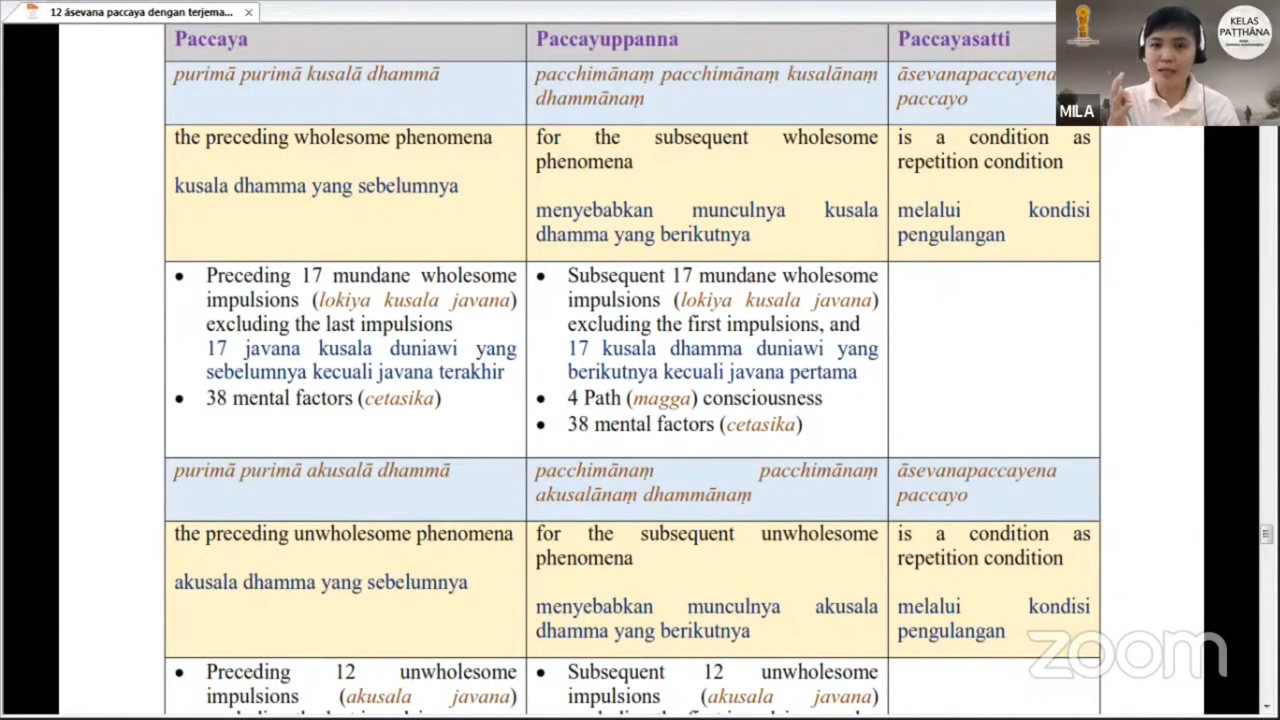 12 āsevana paccaya dengan terjema...
KELAS
PAṬṬHĀNA
MILA
Paccaya
Paccayuppanna
Paccayasatti
purimā purimā kusalā dhammā
pacchimānaṃ pacchimānaṃ kusalānaṃ
dhammānaṃ
āsevanapaccayena
paccayo
the preceding wholesome phenomena
kusala dhamma yang sebelumnya
for the subsequent wholesome
phenomena
menyebabkan munculnya kusala
dhamma yang berikutnya
is a condition as
repetition condition
melalui kondisi
pengulangan
• Preceding 17 mundane wholesome
impulsions (lokiya kusala javana)
excluding the last impulsions
17 javana kusala duniawi yang
sebelumnya kecuali javana terakhir
• 38 mental factors (cetasika)
• Subsequent 17 mundane wholesome
impulsions (lokiya kusala javana)
excluding the first impulsions, and
17 kusala dhamma duniawi yang
berikutnya kecuali javana pertama
• 4 Path (magga) consciousness
• 38 mental factors (cetasika)
purimā purimā akusalā dhammā
pacchimānaṃ pacchimānaṃ
akusalānaṃ dhammānaṃ
āsevanapaccayena
paccayo
the preceding unwholesome phenomena
akusala dhamma yang sebelumnya
for the subsequent unwholesome
phenomena
menyebabkan munculnya akusala
dhamma yang berikutnya
is a condition as
repetition condition
melalui kondisi
pengulangan
• Preceding 12 unwholesome
impulsions (akusala javana)
• Subsequent 12 unwholesome
impulsions (akusala javana)
zoom